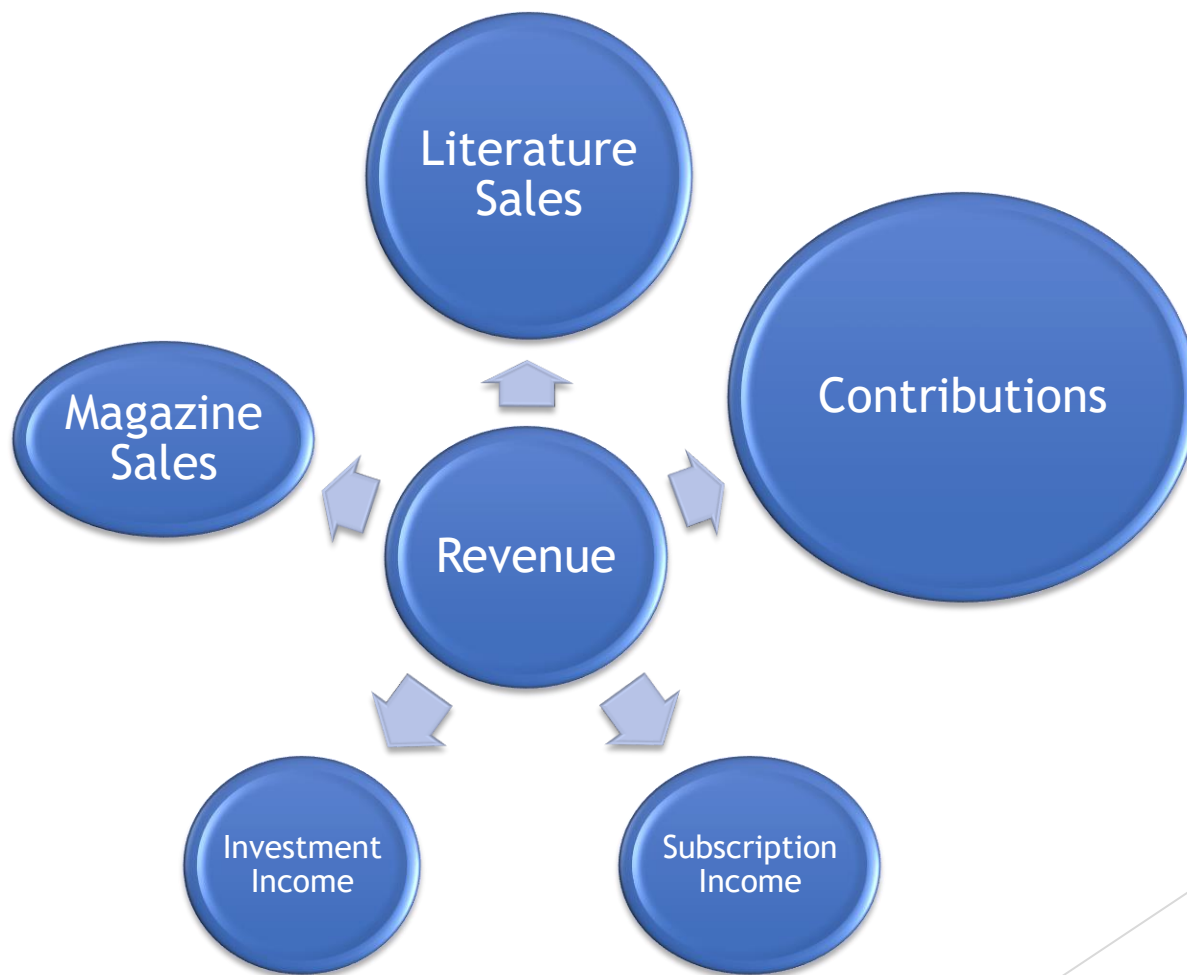 Literature
Sales
Contributions
Magazine
Sales
Revenue
Investment
Income
Subscription
Income